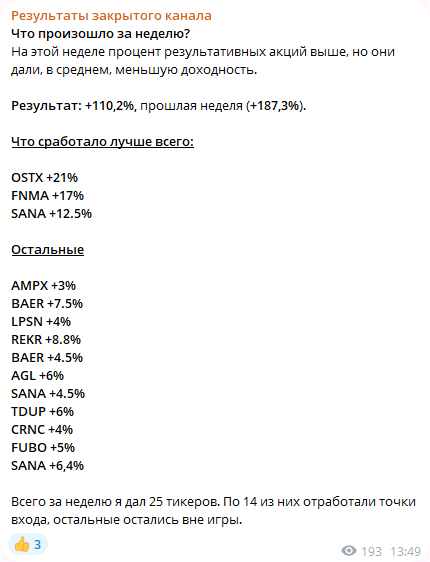 Результаты закрытого канала
Что произошло за неделю?
На этой неделе процент результативных акций выше, но они
дали, в среднем, меньшую доходность.
Результат: +110,2%, прошлая неделя (+187,3%).
Что сработало лучше всего:
OSTX +21%
FNMA +17%
SANA +12.5%
Остальные
AMPX +3%
BAER +7.5%
LPSN +4%
REKR +8.8%
BAER +4.5%
AGL +6%
SANA +4.5%
TDUP +6%
CRNC +4%
FUBO +5%
SANA +6,4%
Всего за неделю я дал 25 тикеров. По 14 из них отработали точки
входа, остальные остались вне игры.
👍 3
193 13:49